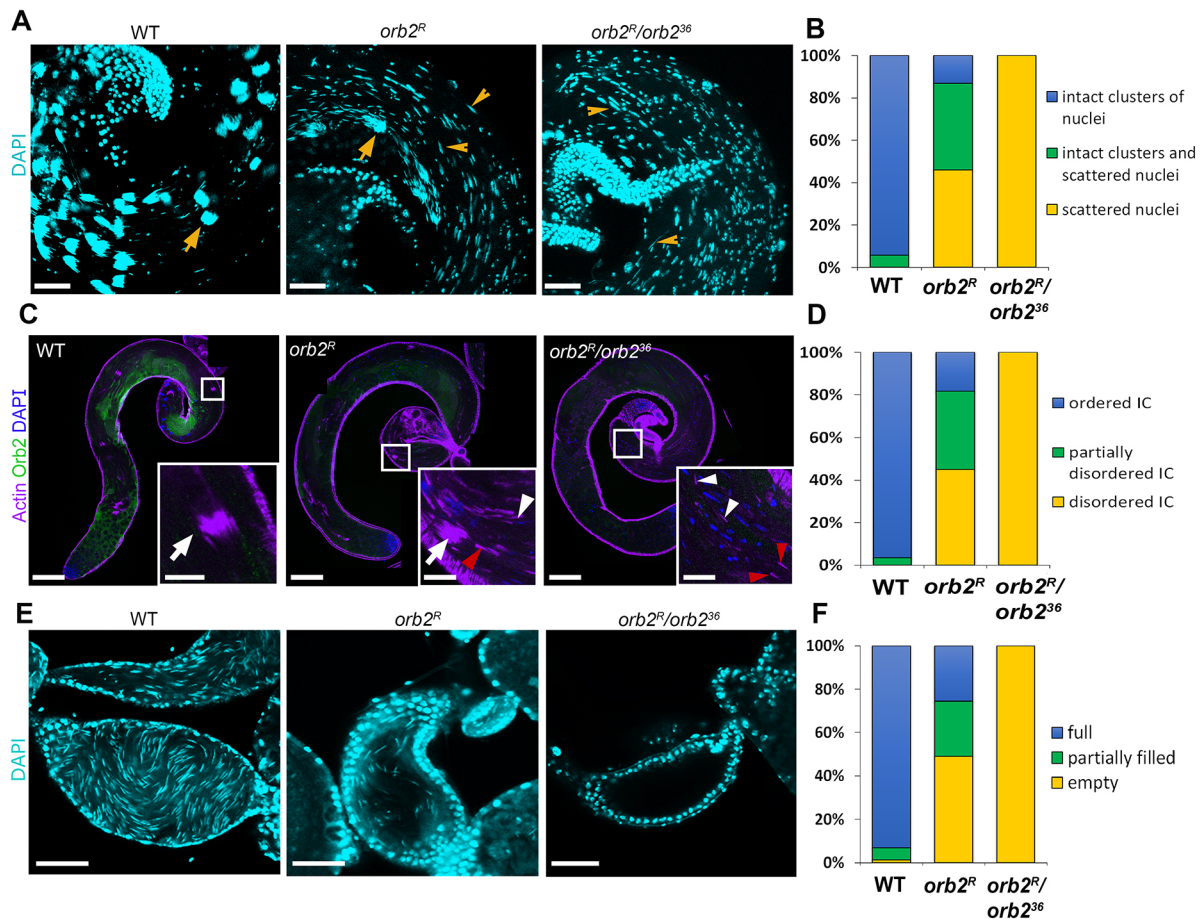 A
WT
orb2R
orb2R/orb236
DAPI
B
100%
80%
60%
40%
20%
0%
WT
orb2R
orb2R/
orb236
intact clusters of
nuclei
intact clusters and
scattered nuclei
scattered nuclei
C
WT
orb2R
orb2R/orb236
Actin Orb2 DAPI
D
100%
80%
60%
40%
20%
0%
WT
orb2R
orb2R/
orb236
ordered IC
partially
disordered IC
disordered IC
E
WT
orb2R
orb2R/orb236
DAPI
F
100%
80%
60%
40%
20%
0%
WT
orb2R
orb2R/
orb236
full
partially filled
empty